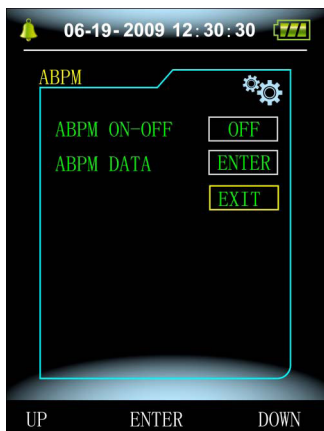 06-19-2009 12:30:30
ABPM
ABPM ON-OFF OFF
ABPM DATA ENTER
EXIT
UP ENTER DOWN